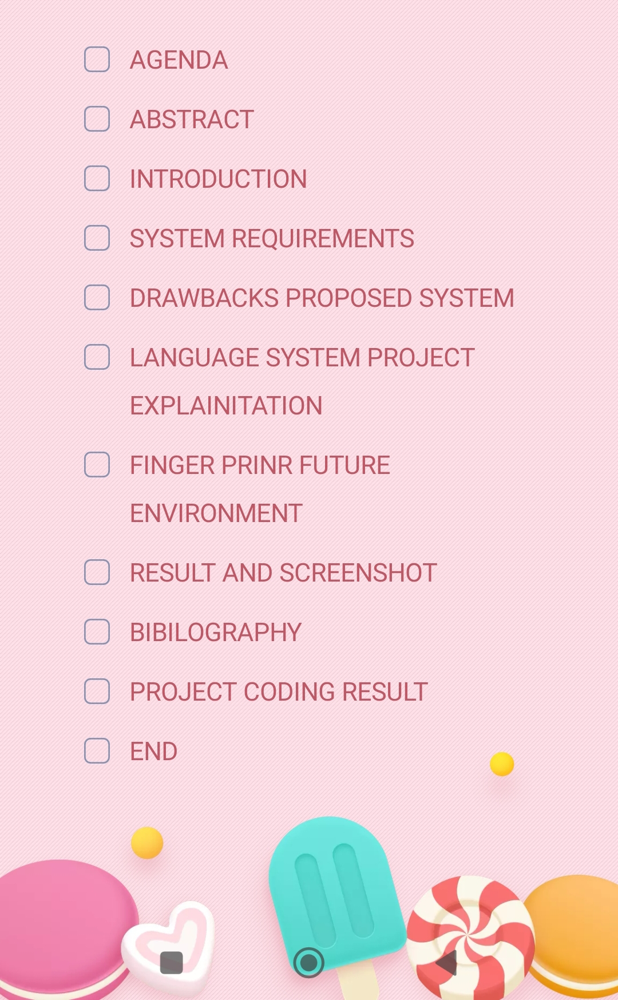 AGENDA
ABSTRACT
INTRODUCTION
SYSTEM REQUIREMENTS
DRAWBACKS PROPOSED SYSTEM
LANGUAGE SYSTEM PROJECT
EXPLAINITATION
FINGER PRINR FUTURE
ENVIRONMENT
RESULT AND SCREENSHOT
BIBILOGRAPHY
PROJECT CODING RESULT
END